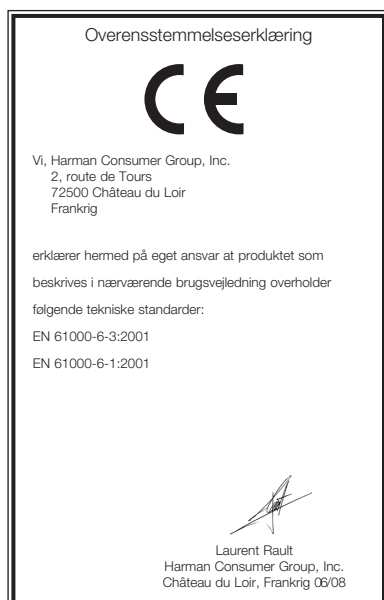 Overensstemmelseserklæring
CE
Vi, Harman Consumer Group, Inc.
2, route de Tours
72500 Château du Loir
Frankrig
erklærer hermed på eget ansvar at produktet som
beskrives i nærværende brugsvejledning overholder
følgende tekniske standarder:
EN 61000-6-3:2001
EN 61000-6-1:2001
Laurent Rault
Harman Consumer Group, Inc.
Château du Loir, Frankrig 06/08